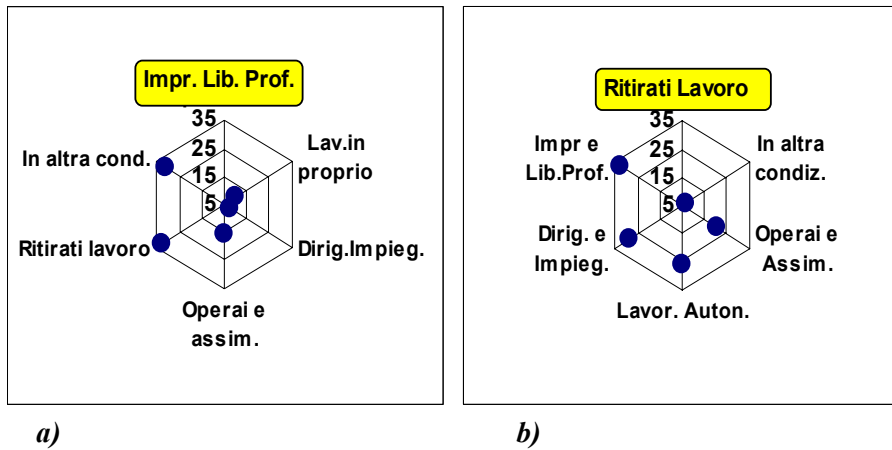 Impr. Lib. Prof.
35
25
15
5
Lav.in
proprio
Dirig.Impieg.
Operai e
assim.
Ritirati lavoro
In altra cond.
a)
Ritirati Lavoro
35
25
15
5
In altra
condiz.
Operai e
Assim.
Lavor. Auton.
Dirig. e
Impieg.
Impr e
Lib.Prof.
b)